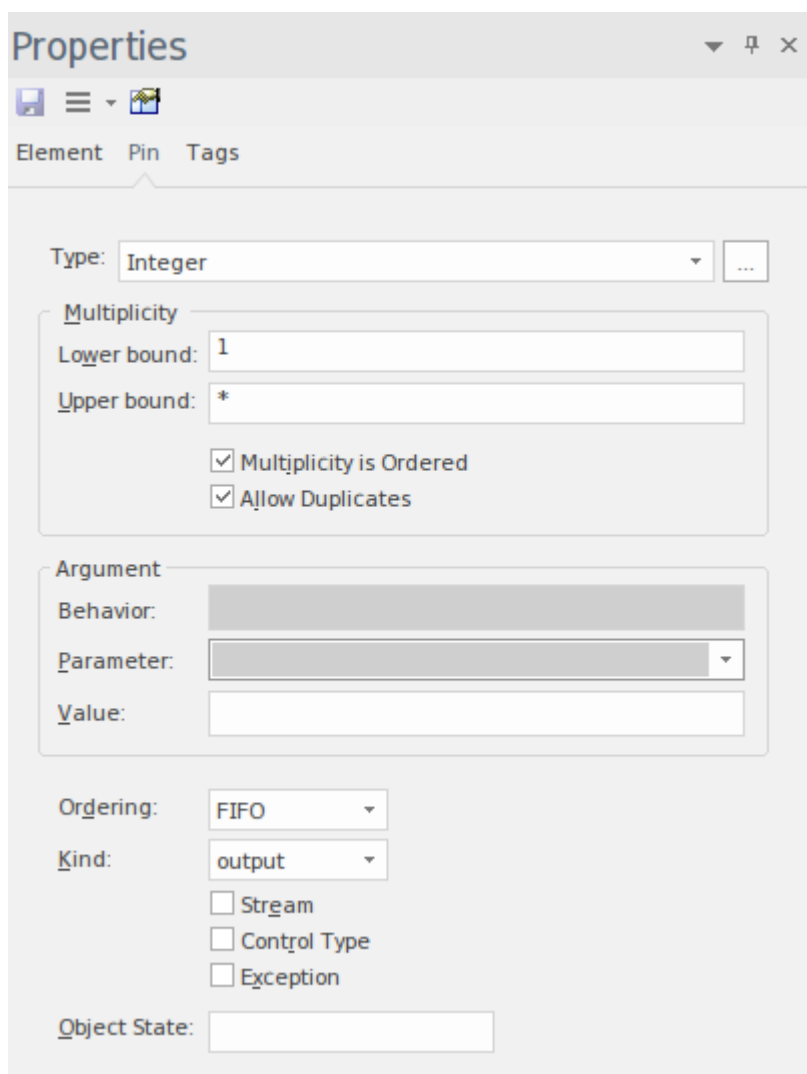 Properties
Element Pin Tags
Type: Integer ...
Multiplicity
Lower bound: 1
Upper bound: *
Multiplicity is Ordered
Allow Duplicates
Argument
Behavior:
Parameter:
Value:
Ordering: FIFO
Kind: output
Stream
Control Type
Exception
Object State: